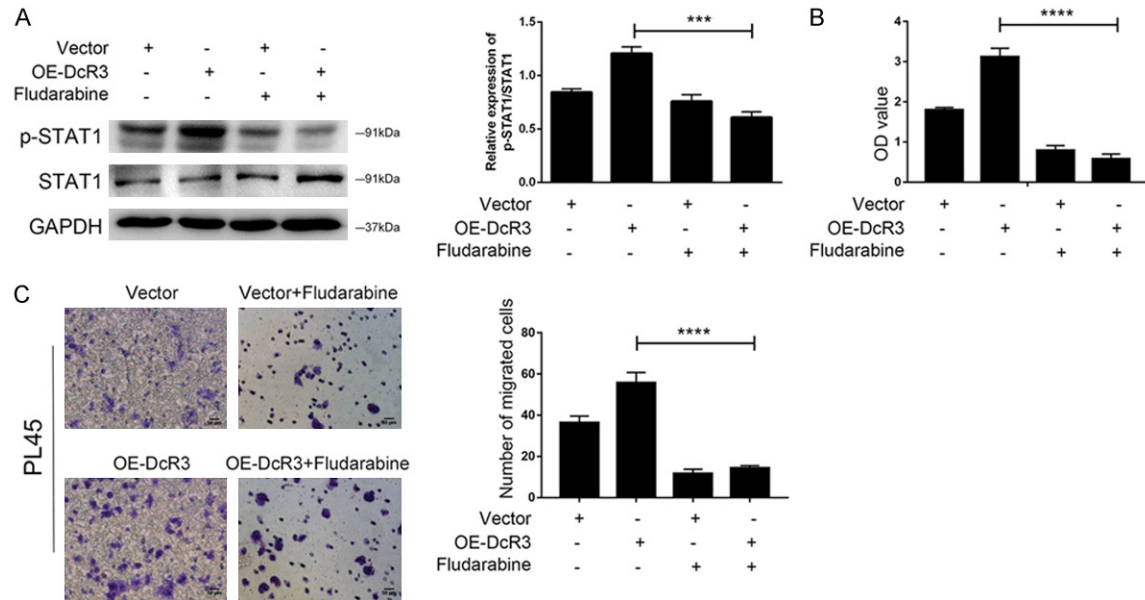 A
Vector + - + -
OE-DcR3 - + - +
Fludarabine - - + +
p-STAT1 —91kDa
STAT1 —91kDa
GAPDH —37kDa
Relative expression of
p-STAT1/STAT1
1.5
1.0
0.5
0.0
***
Vector + - + -
OE-DcR3 - + - +
Fludarabine - - + +
B
OD value
4
3
2
1
0
****
Vector + - + -
OE-DcR3 - + - +
Fludarabine - - + +
C
PL45
Vector
Vector+Fludarabine
OE-DcR3
OE-DcR3+Fludarabine
Number of migrated cells
80
60
40
20
0
****
Vector + - + -
OE-DcR3 - + - +
Fludarabine - - + +